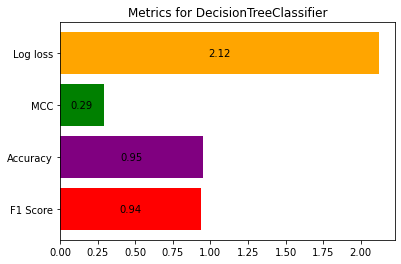 Metrics for DecisionTreeClassifier
Log loss
2.12
MCC
0.29
Accuracy
0.95
F1 Score
0.94
0.00 0.25 0.50 0.75 1.00 1.25 1.50 1.75 2.00